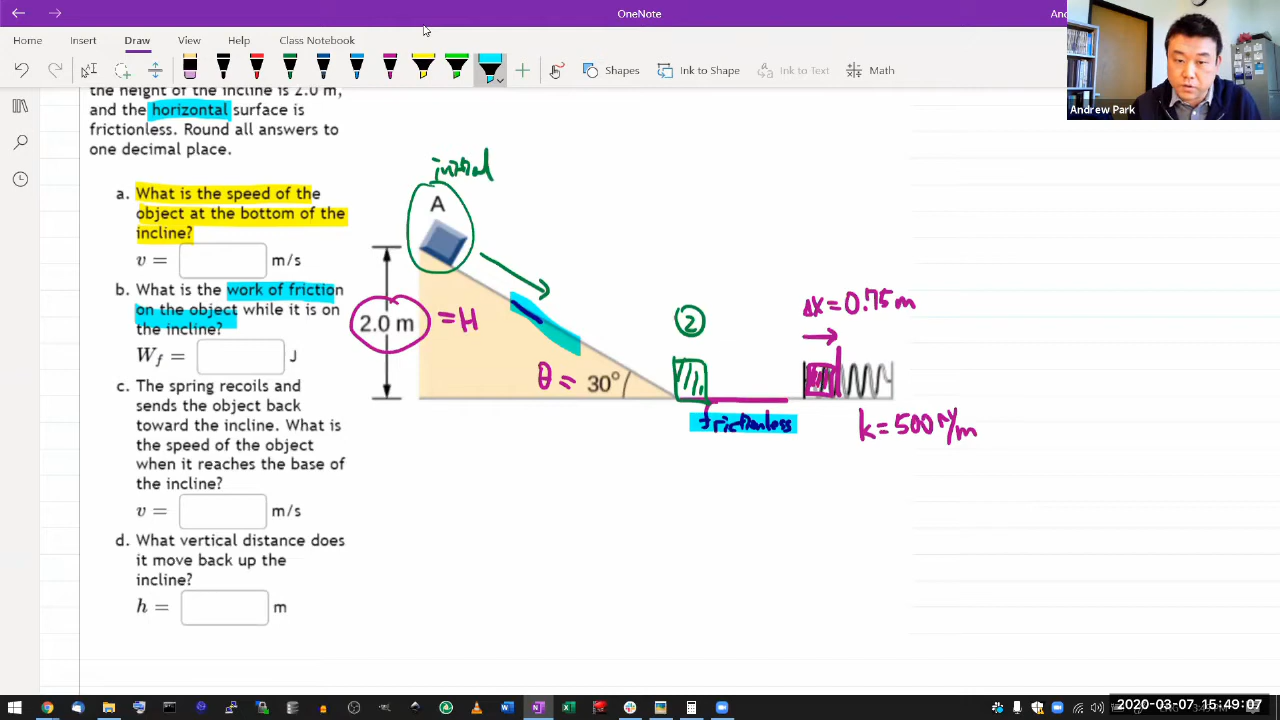 OneNote
Home Insert Draw View Help Class Notebook
Shapes Ink to Shape Ink to Text Math
Andrew Park
the height of the incline is 2.0 m,
and the horizontal surface is
frictionless. Round all answers to
one decimal place.
a. What is the speed of the
object at the bottom of the
incline?
v = m/s
b. What is the work of friction
on the object while it is on
the incline?
Wf = J
c. The spring recoils and
sends the object back
toward the incline. What is
the speed of the object
when it reaches the base of
the incline?
v = m/s
d. What vertical distance does
it move back up the
incline?
h = m
initial
A
2.0 m = H
θ = 30°
2
frictionless
Δx = 0.75 m
k = 500 N/m
2020-03-07 15:49:07